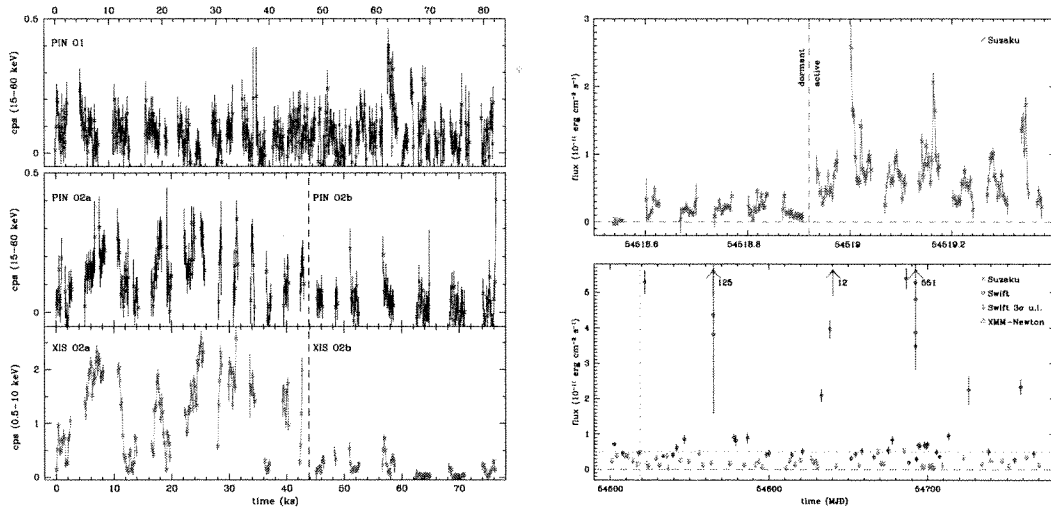 0 10 20 30 40 50 60 70 80
0.5
PIN 01
cps (15-60 keV)
0
0.5
PIN 02a
PIN 02b
cps (15-60 keV)
0
XIS 02a
XIS 02b
cps (0.5-10 keV)
2
1
0
0 10 20 30 40 50 60 70
time (ks)
3
Suzaku
dormant
active
flux (10⁻¹¹ erg cm⁻² s⁻¹)
2
1
0
54518.6 54518.8 54519 54519.2
125
12
651
Suzaku
Swift
Swift 3σ u.l.
XMM-Newton
flux (10⁻¹¹ erg cm⁻² s⁻¹)
5
4
3
2
1
0
54600 54700
time (MJD)